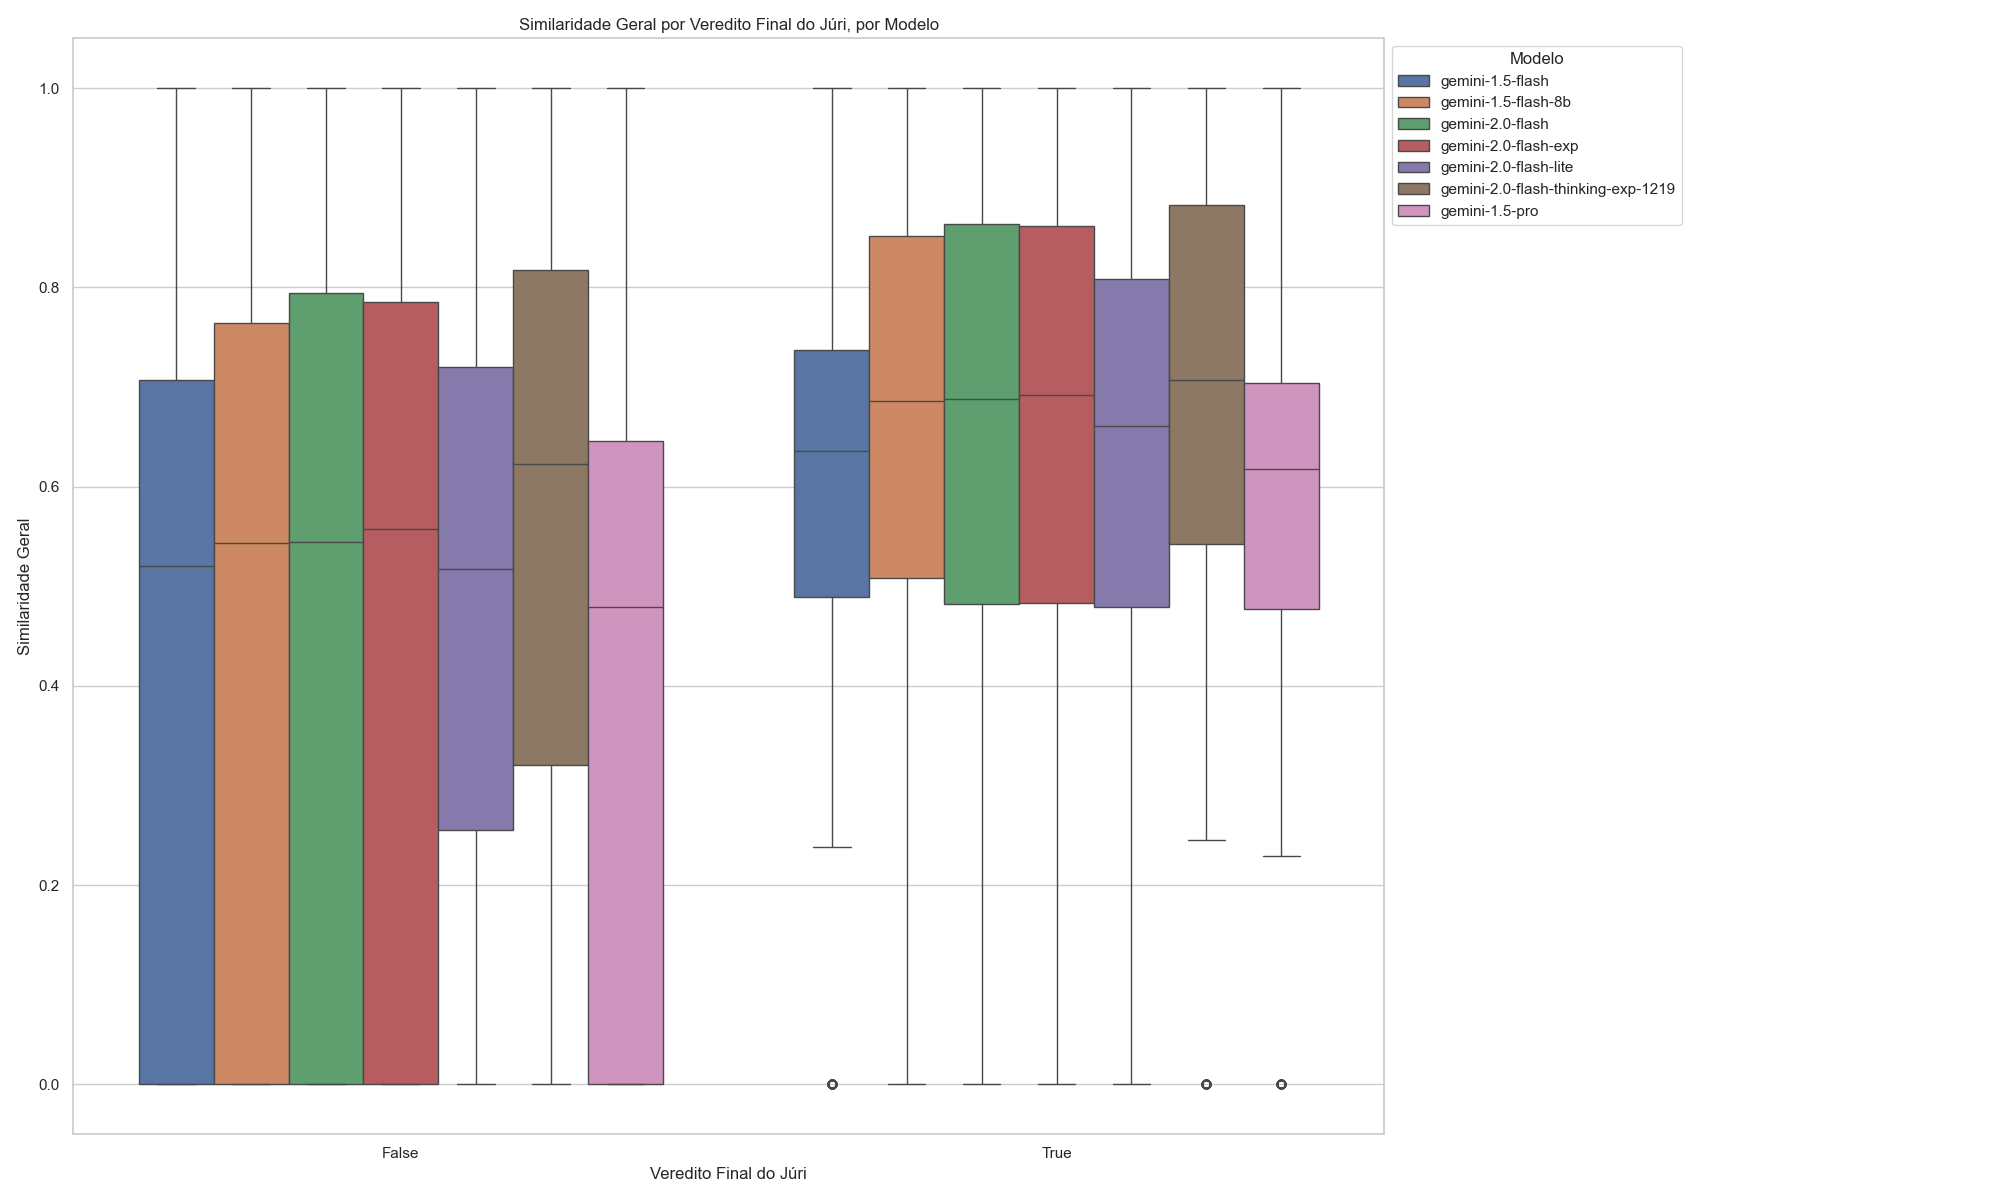 Similaridade Geral por Veredito Final do Júri, por Modelo
Modelo
gemini-1.5-flash
gemini-1.5-flash-8b
gemini-2.0-flash
gemini-2.0-flash-exp
gemini-2.0-flash-lite
gemini-2.0-flash-thinking-exp-1219
gemini-1.5-pro
Similaridade Geral
1.0
0.8
0.6
0.4
0.2
0.0
False
True
Veredito Final do Júri